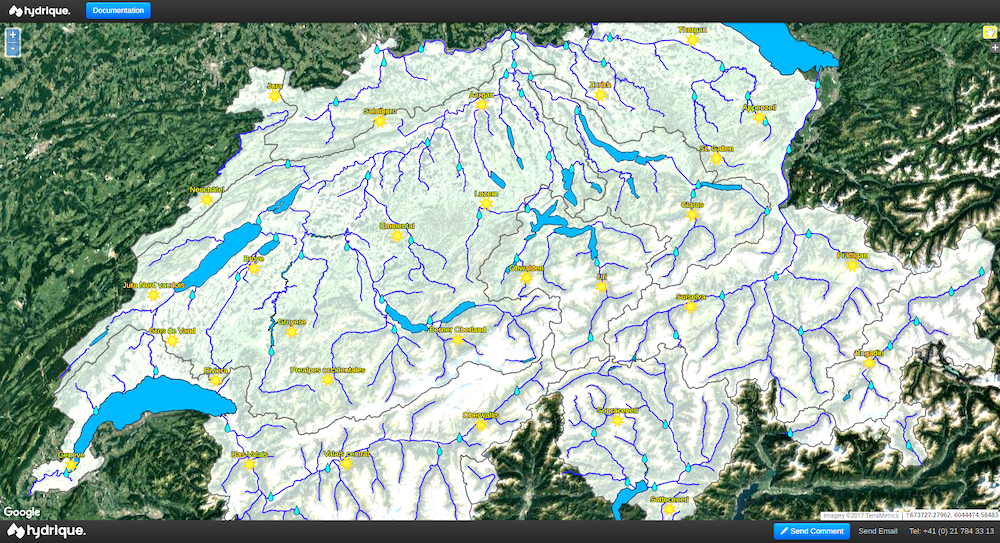 hydrique.
Documentation
+
-
Thurgau
Jura
Zurich
Aargau
Solothurn
Appenzell
St. Gallen
Neuchâtel
Luzern
Glarus
Emmental
Broye
Prättigau
Obwalden
Uri
Jura Nord vaudois
Surselva
Gruyere
Gros de Vaud
Berner Oberland
Engadin
Riviera
Prealpes occidentales
Oberwallis
Sopraceneri
Genève
Bas-Valais
Valais central
Sottoceneri
Google
Imagery ©2017 TerraMetrics
673727.27962, 6044474.58483
hydrique.
Send Comment
Send Email
Tel: +41 (0) 21 784 33 13